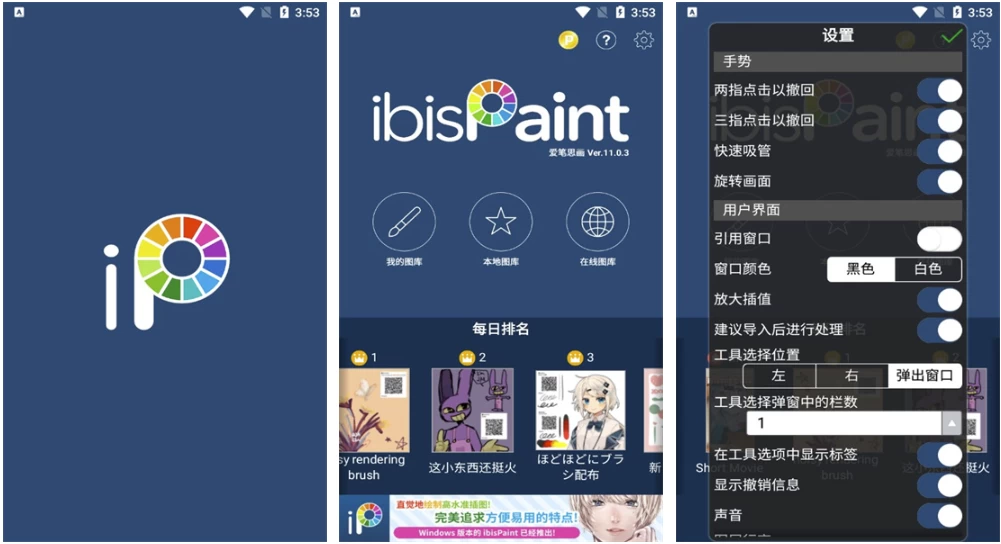 A
3:53
iP
A
3:53
P
?
ibisPaint
爱笔思画 Ver.11.0.3
我的图库
本地图库
在线图库
每日排名
1
2
3
sy rendering
brush
这小东西还挺火
ほどほどにブラ
シ配布
新
iP
直觉地绘制高水准插图!
完美追求方便易用的特点!
Windows 版本的 ibisPaint 已经推出!
A
3:53
设置
手势
两指点击以撤回
三指点击以撤回
快速吸管
旋转画面
用户界面
引用窗口
窗口颜色
黑色
白色
放大插值
建议导入后进行处理
工具选择位置
左
右
弹出窗口
工具选择弹窗中的栏数
1
在工具选项中显示标签
显示撤销信息
声音
Short Movie